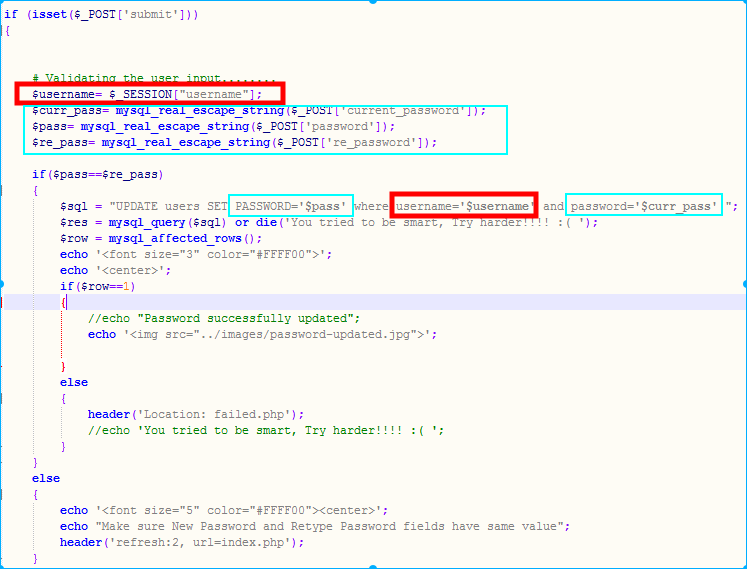 if (isset($_POST['submit']))
{
# Validating the user input........
$username= $_SESSION["username"];
$curr_pass= mysql_real_escape_string($_POST['current_password']);
$pass= mysql_real_escape_string($_POST['password']);
$re_pass= mysql_real_escape_string($_POST['re_password']);
if($pass==$re_pass)
{
$sql = "UPDATE users SET PASSWORD='$pass' where username='$username' and password='$curr_pass' ";
$res = mysql_query($sql) or die('You tried to be smart, Try harder!!!! :( ');
$row = mysql_affected_rows();
echo '<font size="3" color="#FFFF00">';
echo '<center>';
if($row==1)
{
//echo "Password successfully updated";
echo '<img src="../images/password-updated.jpg">';
}
else
{
header('Location: failed.php');
//echo 'You tried to be smart, Try harder!!!! :( ';
}
}
else
{
echo '<font size="5" color="#FFFF00"><center>';
echo "Make sure New Password and Retype Password fields have same value";
header('refresh:2, url=index.php');
}